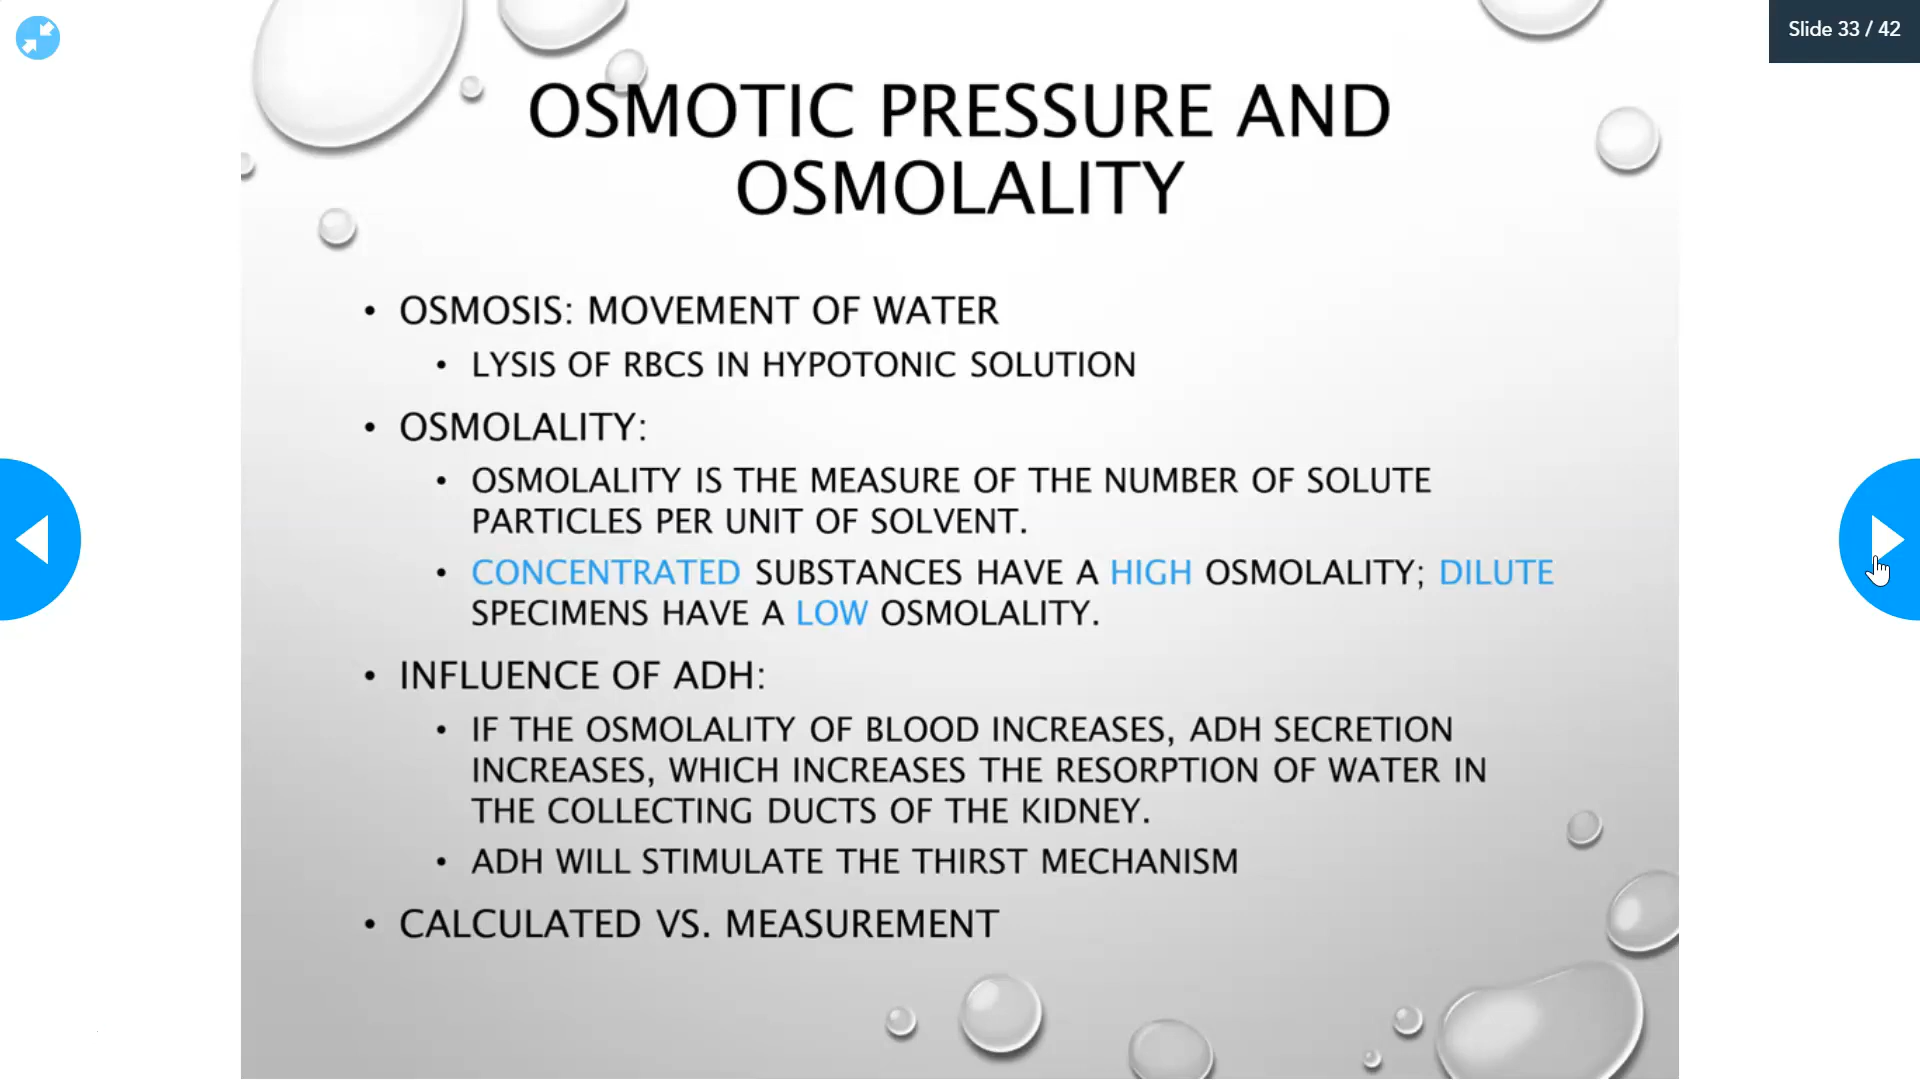 Slide 33 / 42
OSMOTIC PRESSURE AND
OSMOLALITY
• OSMOSIS: MOVEMENT OF WATER
• LYSIS OF RBCS IN HYPOTONIC SOLUTION
• OSMOLALITY:
• OSMOLALITY IS THE MEASURE OF THE NUMBER OF SOLUTE
PARTICLES PER UNIT OF SOLVENT.
• CONCENTRATED SUBSTANCES HAVE A HIGH OSMOLALITY; DILUTE
SPECIMENS HAVE A LOW OSMOLALITY.
• INFLUENCE OF ADH:
• IF THE OSMOLALITY OF BLOOD INCREASES, ADH SECRETION
INCREASES, WHICH INCREASES THE RESORPTION OF WATER IN
THE COLLECTING DUCTS OF THE KIDNEY.
• ADH WILL STIMULATE THE THIRST MECHANISM
• CALCULATED VS. MEASUREMENT